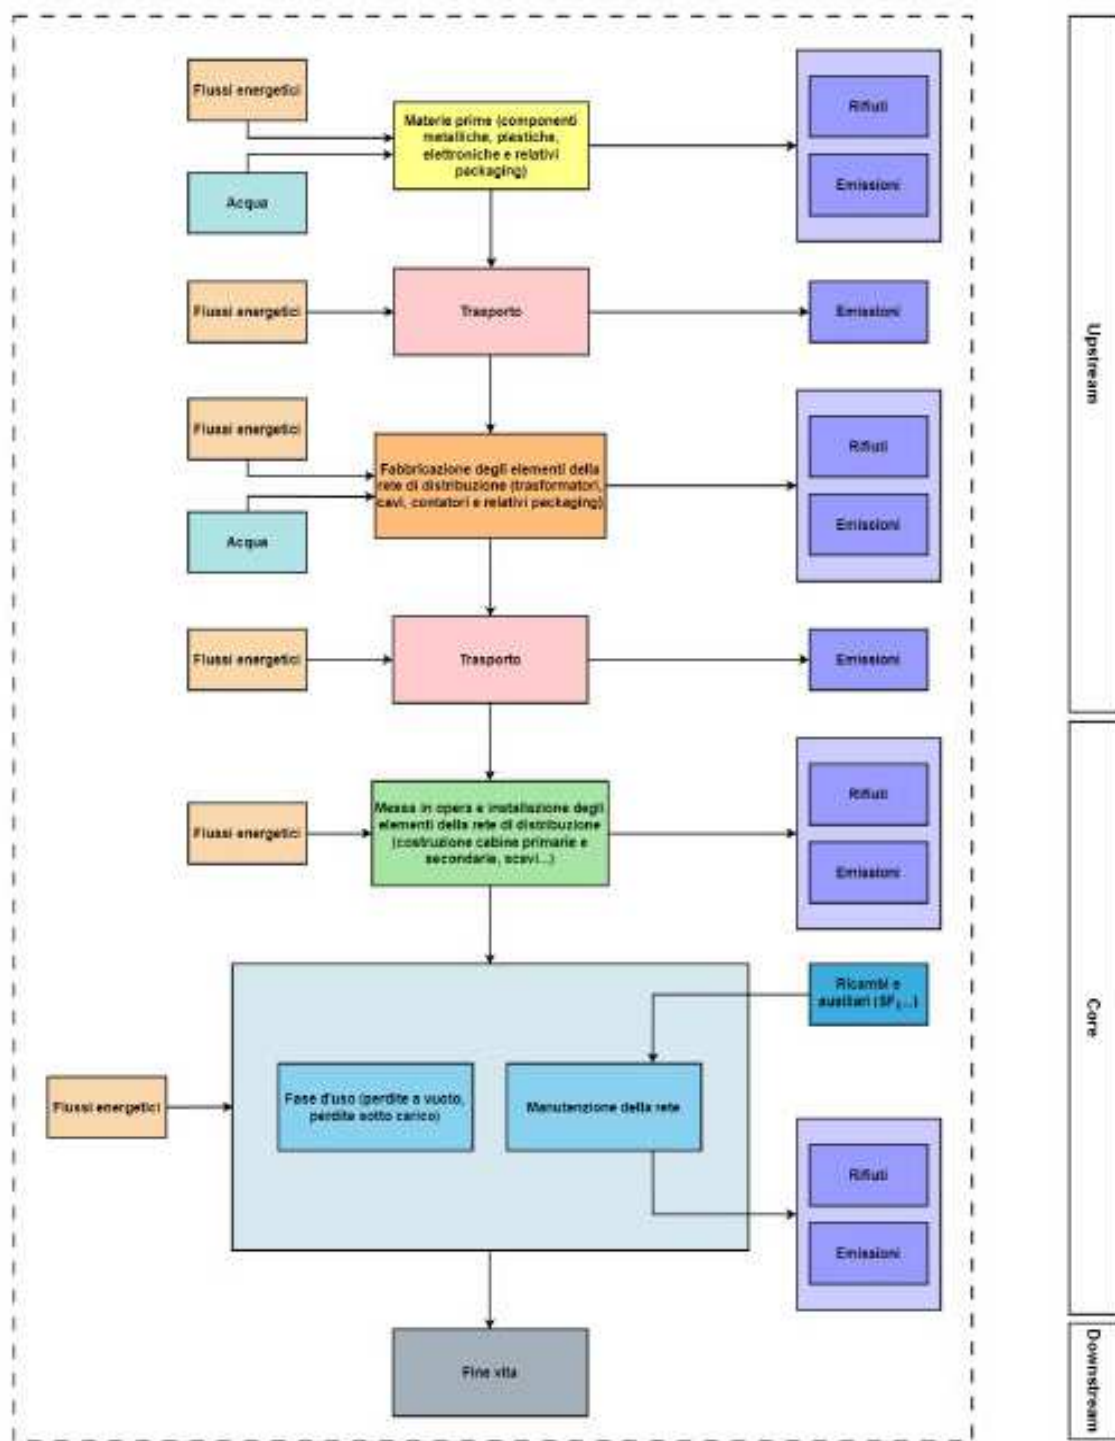 Flussi energetici
Materie prime (componenti
metalliche, plastiche,
elettroniche e relativi
packaging)
Acqua
Rifiuti
Emissioni
Flussi energetici
Trasporto
Emissioni
Flussi energetici
Fabbricazione degli elementi della
rete di distribuzione (trasformatori,
cavi, contatori e relativi packaging)
Acqua
Rifiuti
Emissioni
Flussi energetici
Trasporto
Emissioni
Upstream
Flussi energetici
Messa in opera e installazione degli
elementi della rete di distribuzione
(costruzione cabine primarie e
secondarie, scavi...)
Rifiuti
Emissioni
Ricambi e
ausiliari (SF...)
Flussi energetici
Fase d'uso (perdite a vuoto,
perdite sotto carico)
Manutenzione della rete
Rifiuti
Emissioni
Core
Fine vita
Downstream